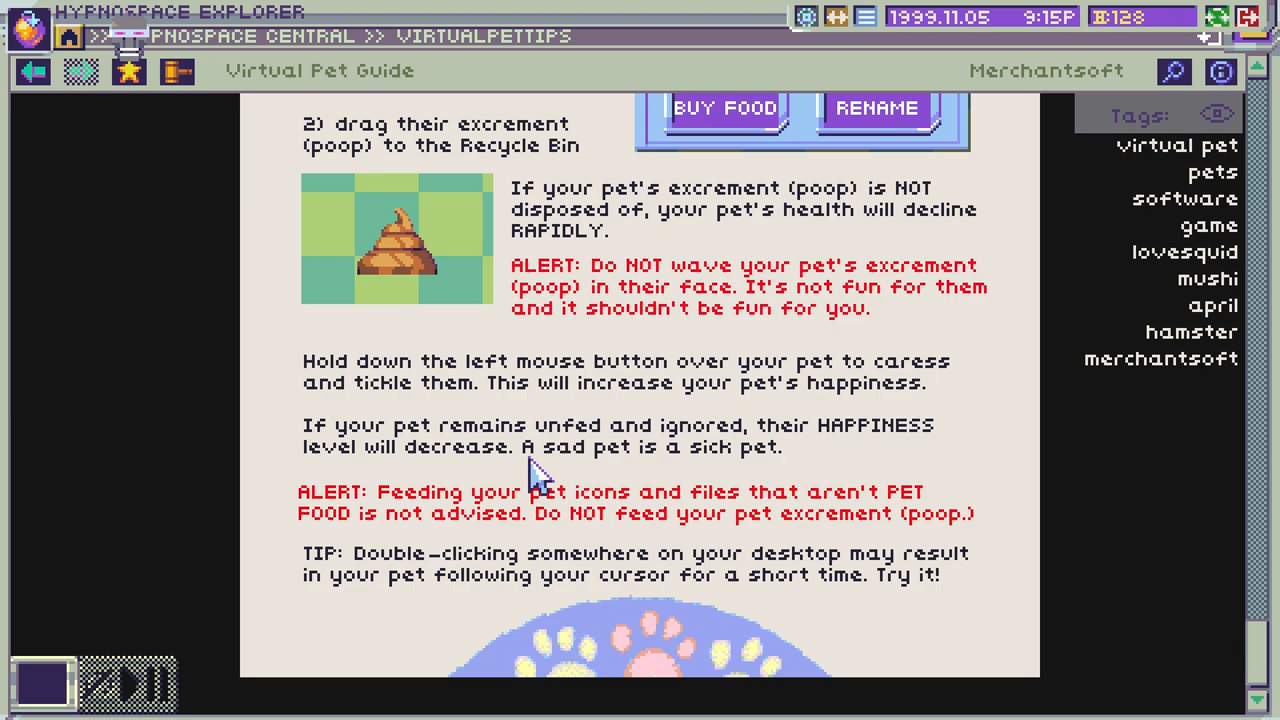 HYPNOSPACE EXPLORER
1999.11.05 9:15P 128
PNOSPACE CENTRAL >> VIRTUALPETTIPS
Virtual Pet Guide
Merchantsoft
BUY FOOD
RENAME
2) drag their excrement
(poop) to the Recycle Bin
If your pet's excrement (poop) is NOT
disposed of, your pet's health will decline
RAPIDLY.
ALERT: Do NOT wave your pet's excrement
(poop) in their face. It's not fun for them
and it shouldn't be fun for you.
Hold down the left mouse button over your pet to caress
and tickle them. This will increase your pet's happiness.
If your pet remains unfed and ignored, their HAPPINESS
level will decrease. A sad pet is a sick pet.
ALERT: Feeding your pet icons and files that aren't PET
FOOD is not advised. Do NOT feed your pet excrement (poop.)
TIP: Double-clicking somewhere on your desktop may result
in your pet following your cursor for a short time. Try it!
Tags:
virtual pet
pets
software
game
lovesquid
mushi
april
hamster
merchantsoft